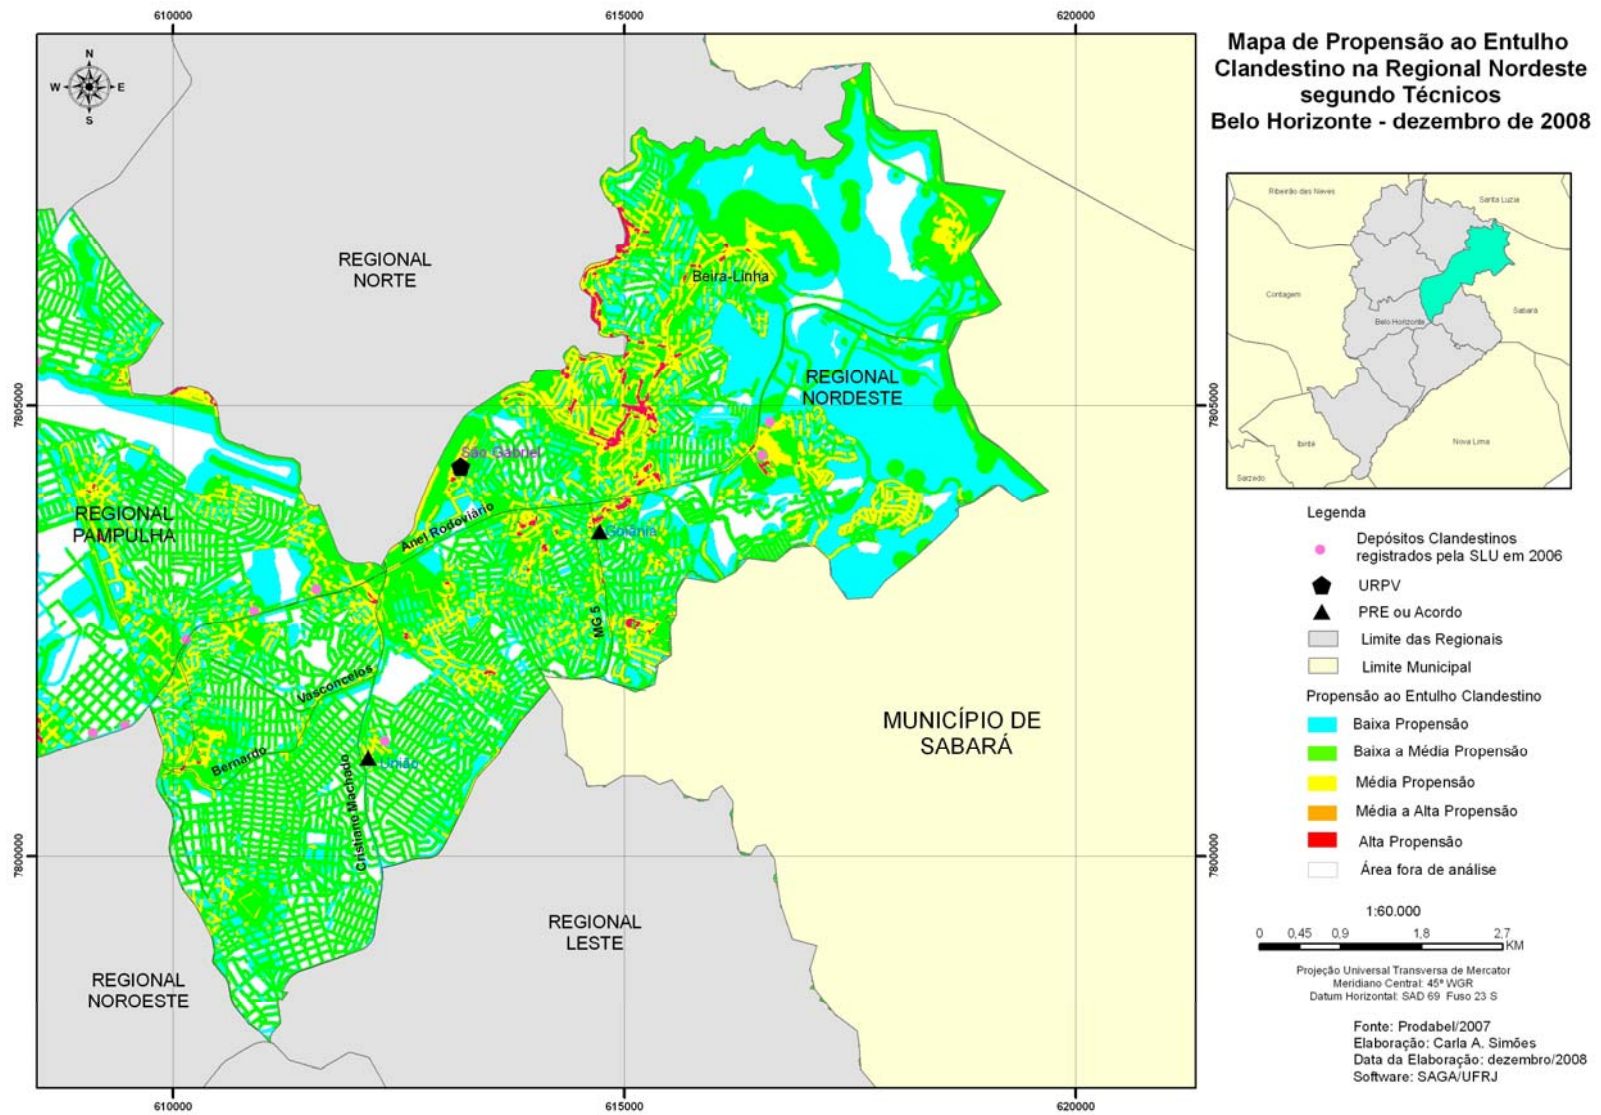 610000
615000
620000
Mapa de Propensão ao Entulho
Clandestino na Regional Nordeste
segundo Técnicos
Belo Horizonte - dezembro de 2008
N
W
E
S
REGIONAL
NORTE
Beira-Linha
REGIONAL
NORDESTE
7805000
7805000
São Gabriel
REGIONAL
PAMPULHA
Anel Rodoviário
Goiânia
MG 5
Vasconcelos
Bernardo
Cristiano Machado
União
MUNICÍPIO DE
SABARÁ
7800000
7800000
REGIONAL
LESTE
REGIONAL
NOROESTE
610000
615000
620000
Ribeirão das Neves
Santa Luzia
Contagem
Sabará
Belo Horizonte
Ibirité
Nova Lima
Sarzedo
Legenda
Depósitos Clandestinos
registrados pela SLU em 2006
URPV
PRE ou Acordo
Limite das Regionais
Limite Municipal
Propensão ao Entulho Clandestino
Baixa Propensão
Baixa a Média Propensão
Média Propensão
Média a Alta Propensão
Alta Propensão
Área fora de análise
1:60.000
0 0,45 0,9 1,8 2,7
KM
Projeção Universal Transversa de Mercator
Meridiano Central: 45° WGR
Datum Horizontal: SAD 69 Fuso 23 S
Fonte: Prodabel/2007
Elaboração: Carla A. Simões
Data da Elaboração: dezembro/2008
Software: SAGA/UFRJ